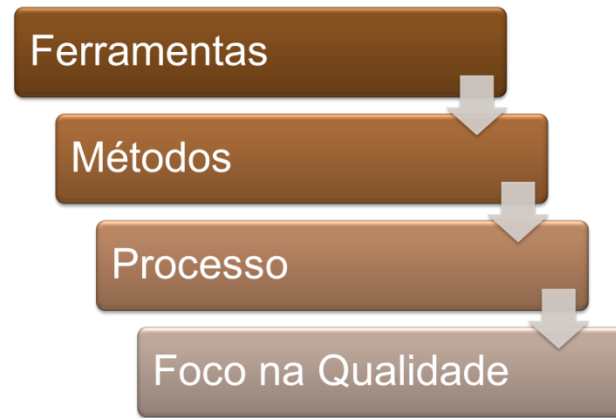 Ferramentas
Métodos
Processo
Foco na Qualidade